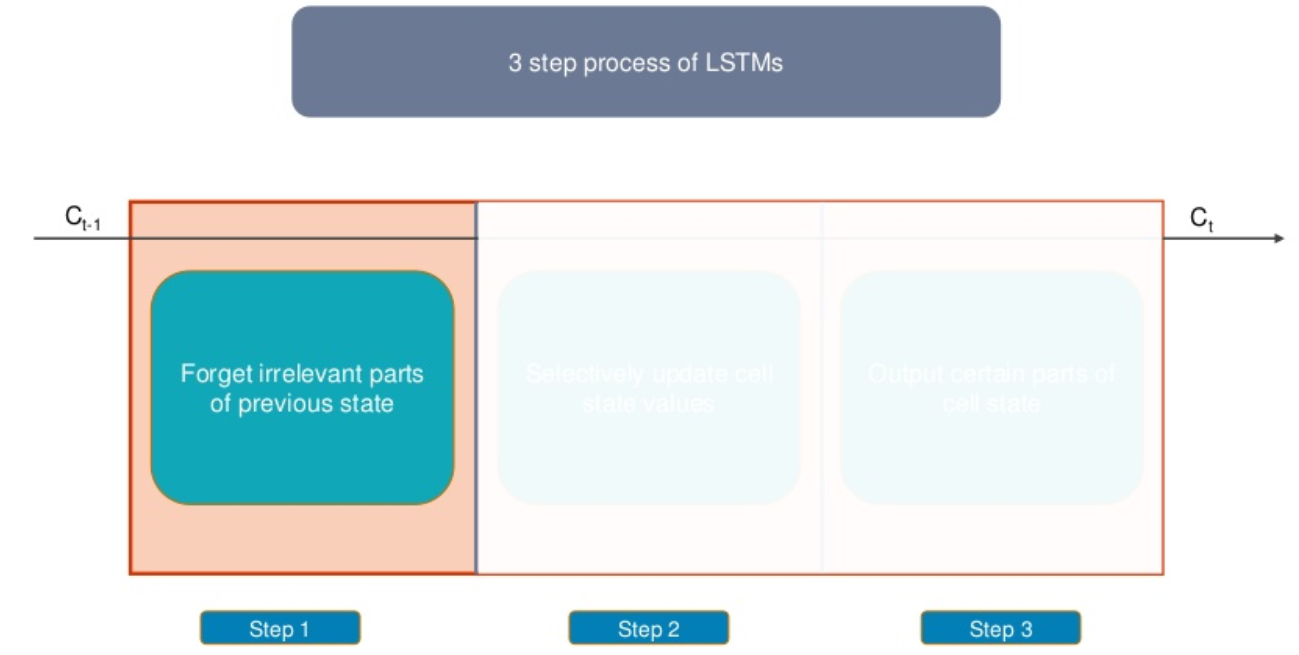 3 step process of LSTMs
Ct-1
Ct
Forget irrelevant parts
of previous state
Selectively update cell
state values
Output certain parts of
cell state
Step 1
Step 2
Step 3